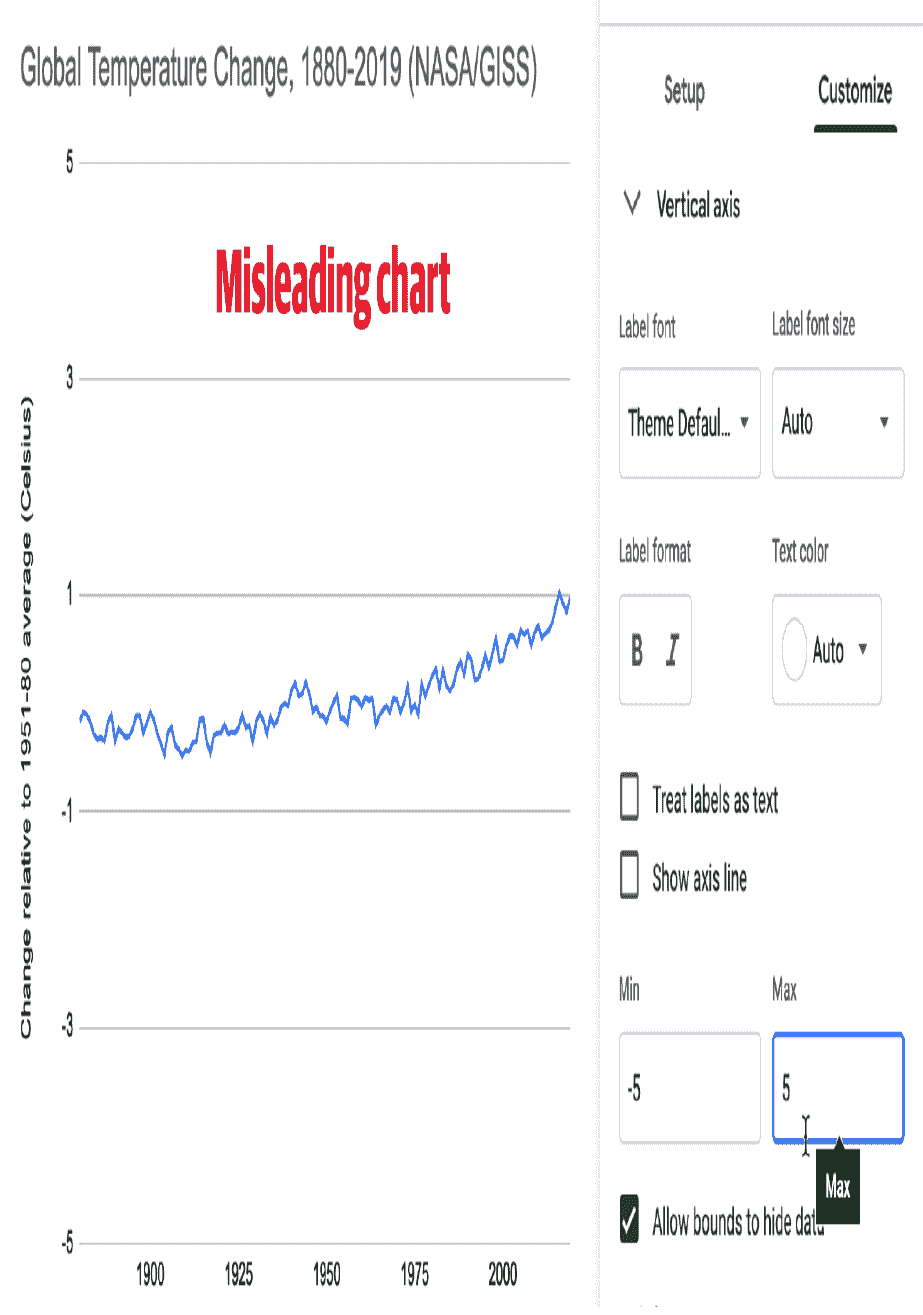 Global Temperature Change, 1880-2019 (NASA/GISS)
Misleading chart
Change relative to 1951-80 average (Celsius)
5
3
1
-1
-3
-5
1900 1925 1950 1975 2000
Setup Customize
Vertical axis
Label font Label font size
Theme Defaul... Auto
Label format Text color
B I Auto
Treat labels as text
Show axis line
Min Max
-5 5
Max
Allow bounds to hide data